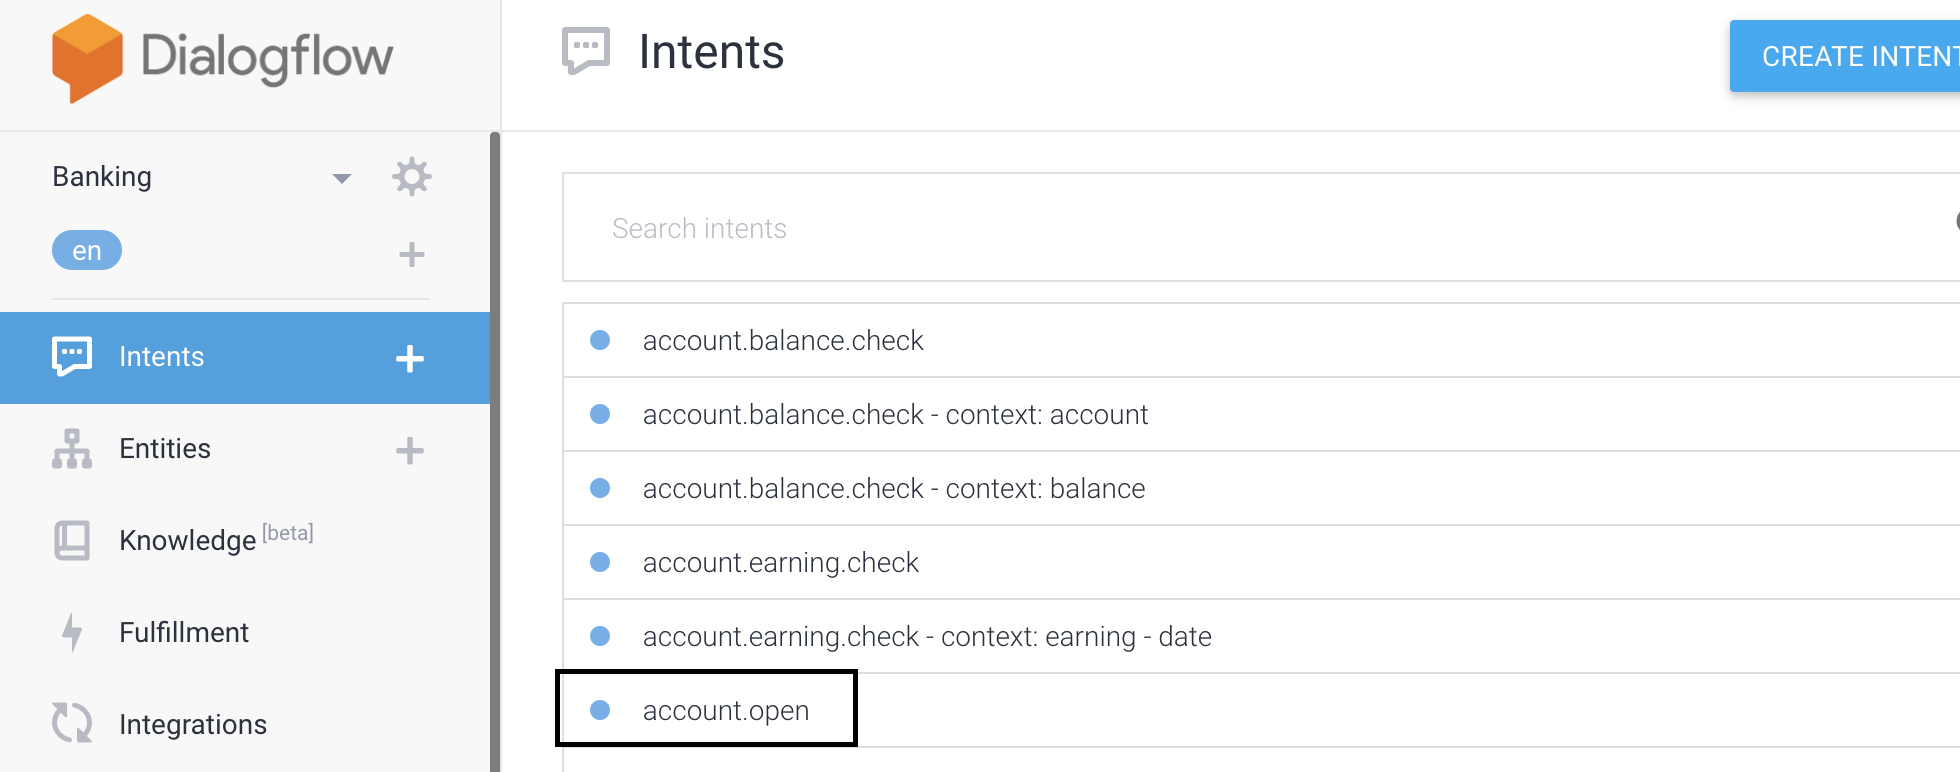 Dialogflow
Banking
en
Intents
Entities
Knowledge [beta]
Fulfillment
Integrations
Intents
CREATE INTENT
Search intents
account.balance.check
account.balance.check - context: account
account.balance.check - context: balance
account.earning.check
account.earning.check - context: earning - date
account.open